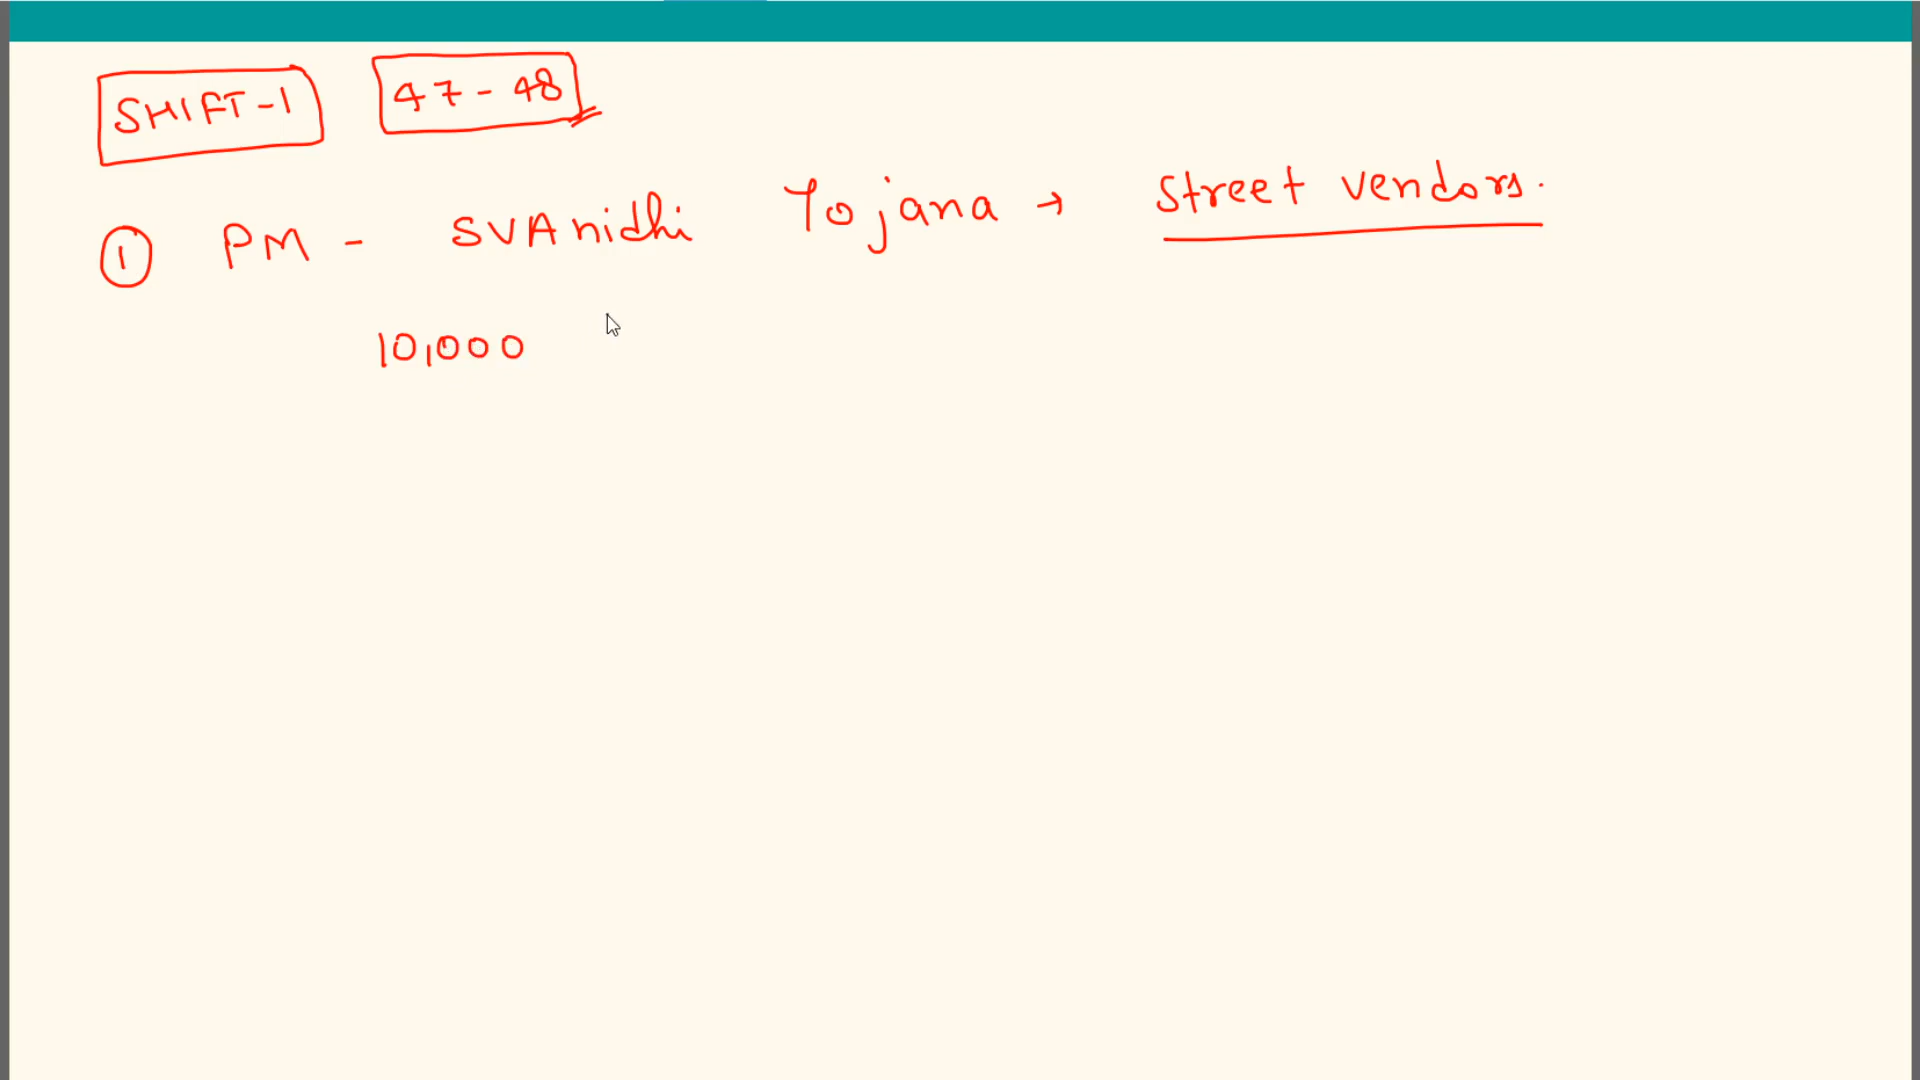 SHIFT-1 47-48
① PM - SVAnidhi Yojana → Street vendors.
10,000